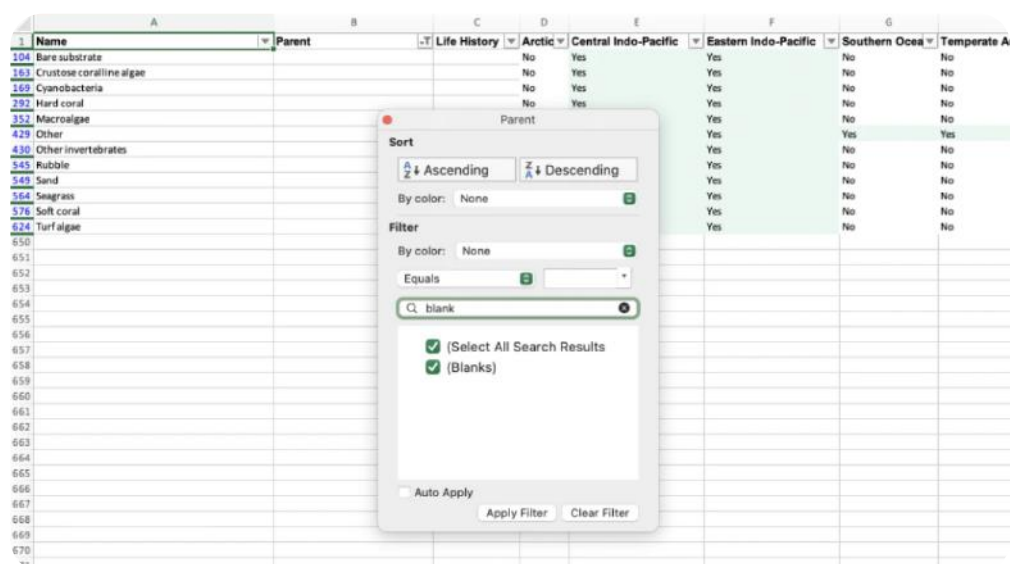 A B C D E F G
1 Name Parent Life History Arctic Central Indo-Pacific Eastern Indo-Pacific Southern Ocea Temperate A
104 Bare substrate No Yes Yes No No
163 Crustose coralline algae No Yes Yes No No
169 Cyanobacteria No Yes Yes No No
292 Hard coral No Yes Yes No No
352 Macroalgae Yes No No
429 Other Yes Yes Yes
430 Other invertebrates Yes No No
545 Rubble Yes No No
549 Sand Yes No No
564 Seagrass Yes No No
576 Soft coral Yes No No
624 Turf algae Yes No No
650
651
652
653
654
655
656
657
658
659
660
661
662
663
664
665
666
667
668
669
670
Parent
Sort
Ascending Descending
By color: None
Filter
By color: None
Equals
blank
(Select All Search Results
(Blanks)
Auto Apply
Apply Filter Clear Filter